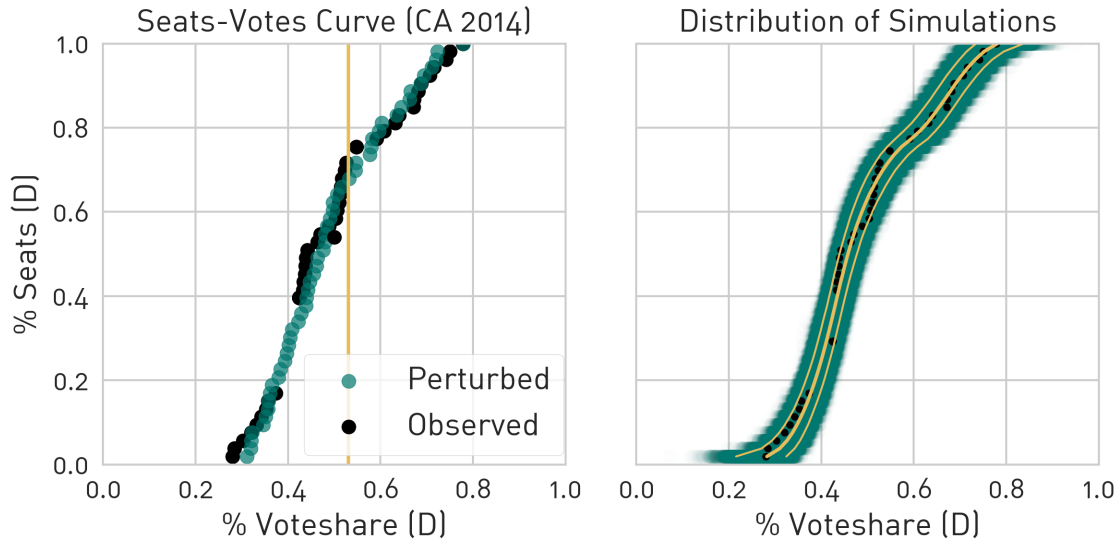 Seats-Votes Curve (CA 2014)
% Seats (D)
1.0
0.8
0.6
0.4
0.2
0.0
Perturbed
Observed
0.0 0.2 0.4 0.6 0.8 1.0
% Voteshare (D)
Distribution of Simulations
0.0 0.2 0.4 0.6 0.8 1.0
% Voteshare (D)